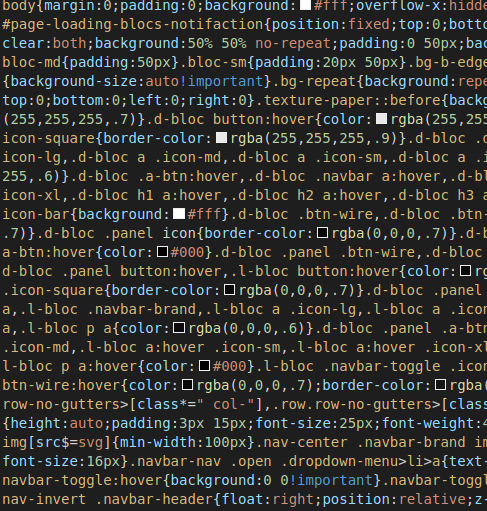 body{margin:0;padding:0;background:#fff;overflow-x:hidde
#page-loading-blocs-notifaction{position:fixed;top:0;botto
clear:both;background:50% 50% no-repeat;padding:0 50px;bac
bloc-md{padding:50px}.bloc-sm{padding:20px 50px}.bg-b-edge
{background-size:auto!important}.bg-repeat{background-repe
top:0;bottom:0;left:0;right:0}.texture-paper::before{backg
(255,255,255,.7)}.d-bloc button:hover{color:rgba(255,255
icon-square{border-color:rgba(255,255,255,.9)}.d-bloc .
icon-lg,.d-bloc a .icon-md,.d-bloc a .icon-sm,.d-bloc a .i
255,.6)}.d-bloc .a-btn:hover,.d-bloc .navbar a:hover,.d-bl
icon-xl,.d-bloc h1 a:hover,.d-bloc h2 a:hover,.d-bloc h3 a
icon-bar{background:#fff}.d-bloc .btn-wire,.d-bloc .btn
.7)}.d-bloc .panel icon{border-color:rgba(0,0,0,.7)}.d-b
a-btn:hover{color:#000}.d-bloc .panel .btn-wire,.d-bloc
d-bloc .panel button:hover,.l-bloc button:hover{color:rg
.icon-square{border-color:rgba(0,0,0,.7)}.d-bloc .panel
a,.l-bloc .navbar-brand,.l-bloc a .icon-lg,.l-bloc a .icon
a,.l-bloc p a{color:rgba(0,0,0,.6)}.d-bloc .panel .a-btn
.icon-md,.l-bloc a:hover .icon-sm,.l-bloc a:hover .icon-xl
l-bloc p a:hover{color:#000}.l-bloc .navbar-toggle .icon
btn-wire:hover{color:rgba(0,0,0,.7);border-color:rgba(
row-no-gutters>[class*=" col-"],.row.row-no-gutters>[class
{height:auto;padding:3px 15px;font-size:25px;font-weight:4
img[src$=svg]{min-width:100px}.nav-center .navbar-brand im
font-size:16px}.navbar-nav .open .dropdown-menu>li>a{text-
navbar-toggle:hover{background:0 0!important}.navbar-toggl
nav-invert .navbar-header{float:right;position:relative;z-